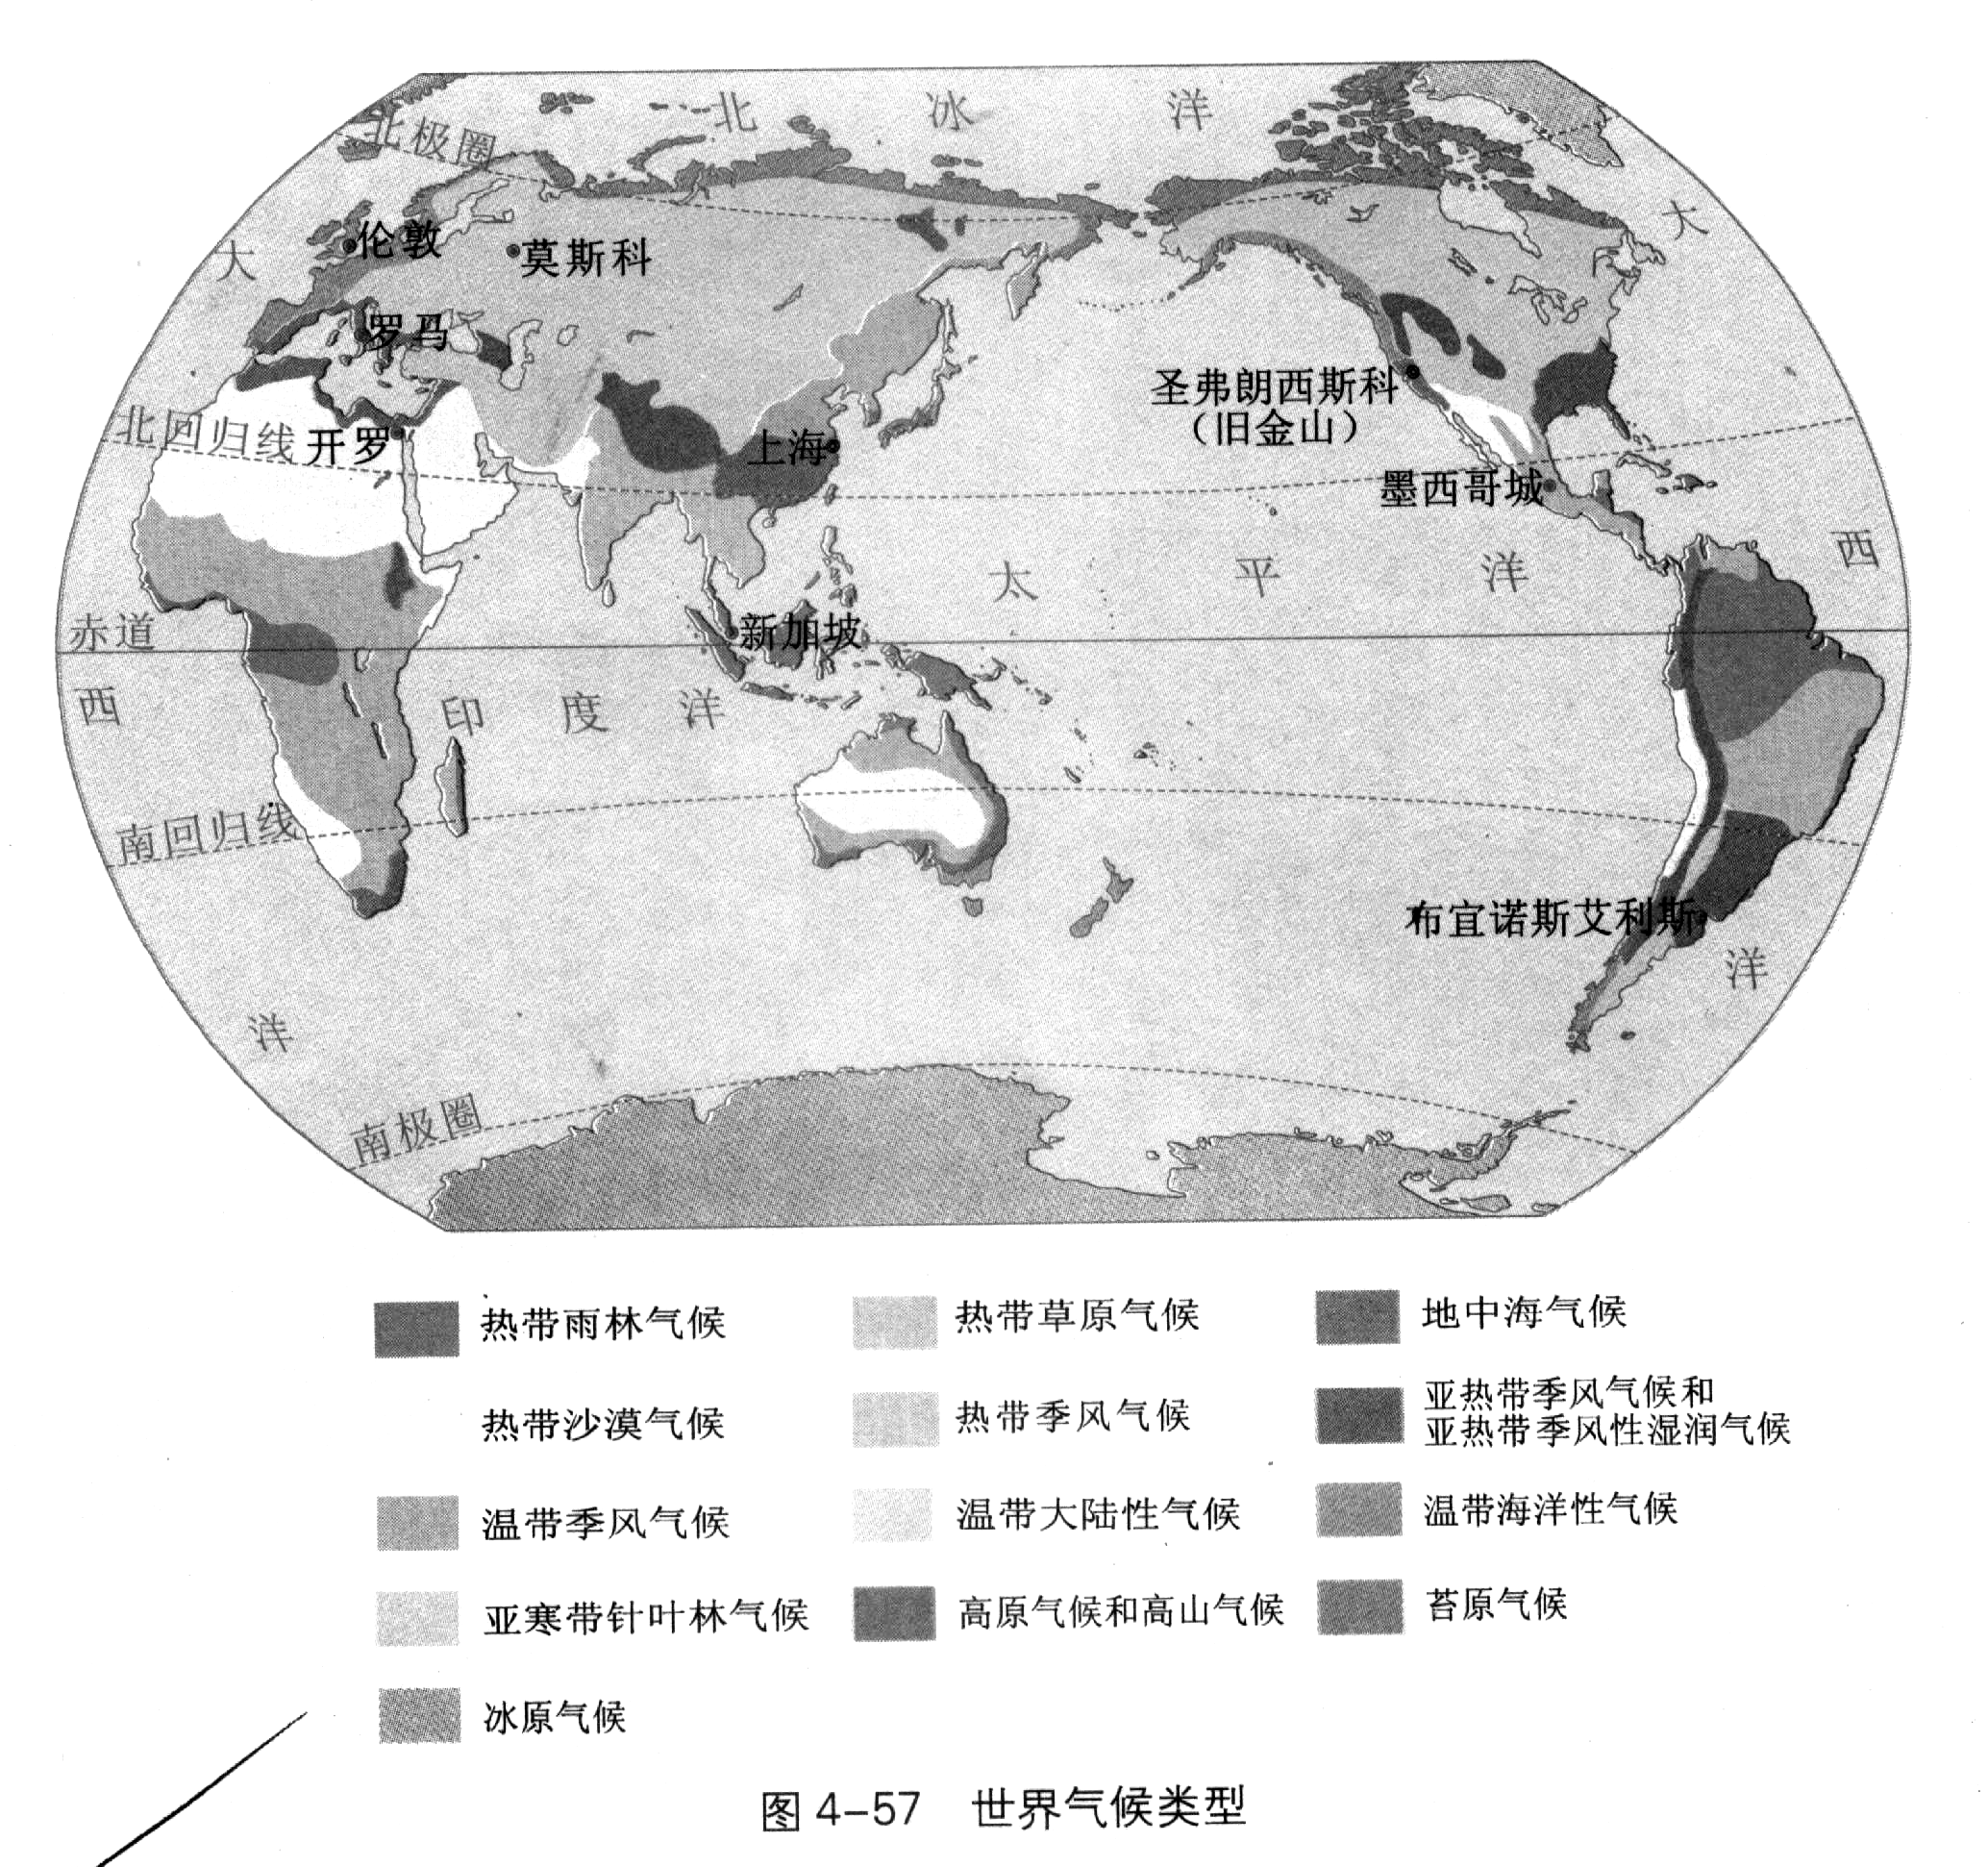 北 冰 洋
北极圈
大
大
伦敦
莫斯科
罗马
圣弗朗西斯科
（旧金山）
北回归线
开罗
上海
墨西哥城
西
太 平 洋
赤道
新加坡
西
印 度 洋
南回归线
布宜诺斯艾利斯
洋
洋
南极圈
热带雨林气候
热带草原气候
地中海气候
热带沙漠气候
热带季风气候
亚热带季风气候和
亚热带季风性湿润气候
温带季风气候
温带大陆性气候
温带海洋性气候
亚寒带针叶林气候
高原气候和高山气候
苔原气候
冰原气候
图 4-57 世界气候类型